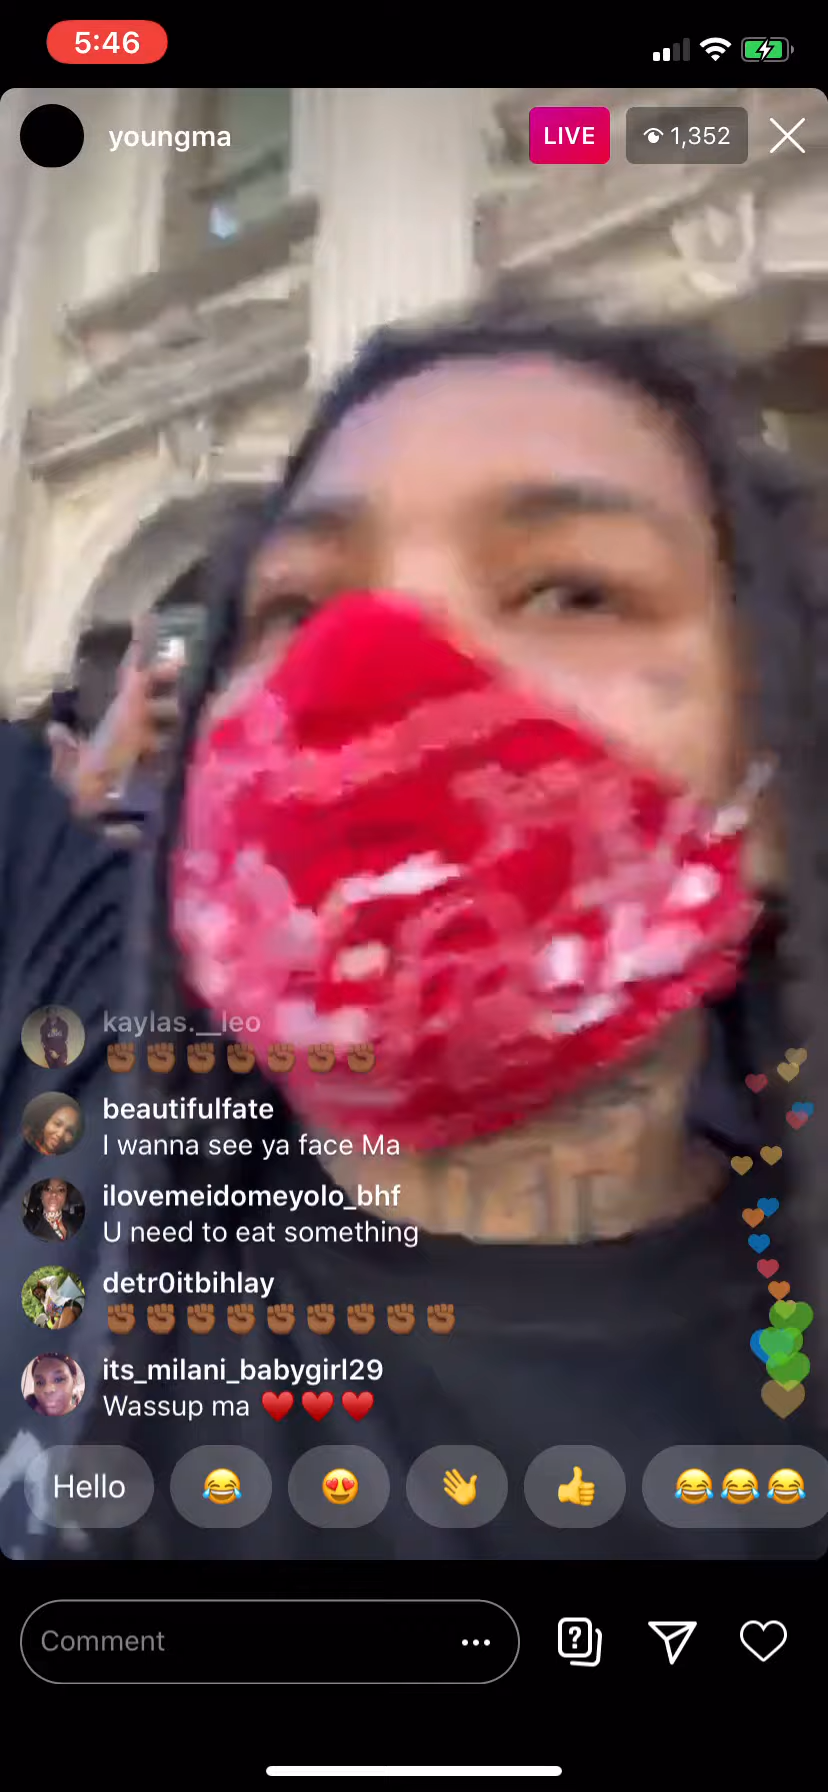 5:46
youngma LIVE 1,352
kaylas.__leo
✊🏾✊🏾✊🏾✊🏾✊🏾✊🏾✊🏾
beautifulfate
I wanna see ya face Ma
ilovemeidomeyolo_bhf
U need to eat something
detr0itbihlay
✊🏾✊🏾✊🏾✊🏾✊🏾✊🏾✊🏾✊🏾✊🏾
its_milani_babygirl29
Wassup ma ❤️❤️❤️
Hello 😂 😍 👋 👍 😂😂😂
Comment ...